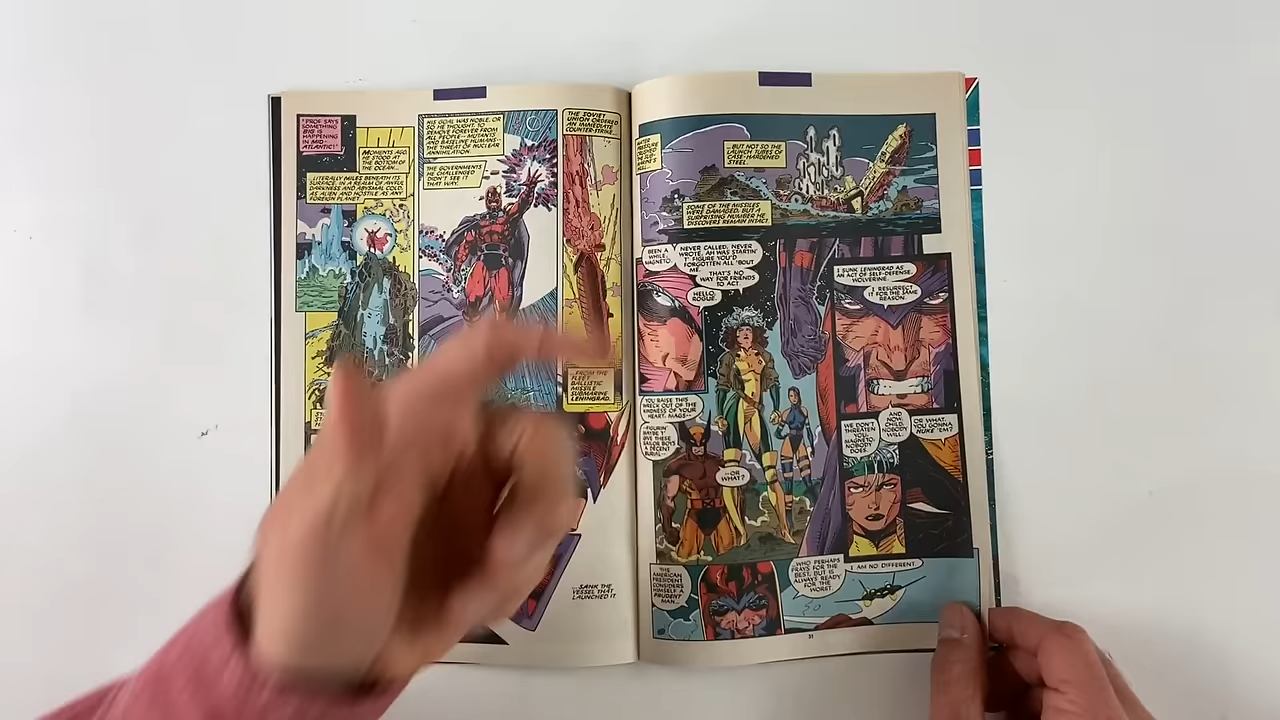 "PROF SAYS
SOMETHING
BIG IS
HAPPENING
IN MID-
ATLANTIC!"
MOMENTS AGO,
HE STOOD AT
THE BOTTOM OF
THE OCEAN...
LITERALLY MILES BENEATH ITS
SURFACE, IN A REALM OF WATER,
DARKNESS AND ABYSMAL COLD,
AS ALIEN AND HOSTILE AS ANY
FOREIGN PLANET.
HIS GOAL WAS NOBLE, OR
SO HE THOUGHT, TO
REMOVE FOREVER FROM
ALL PEOPLE-- MUTANTS
AND BASELINE HUMANS--
THE THREAT OF NUCLEAR
ANNIHILATION.
THE GOVERNMENTS
HE CHALLENGED
DIDN'T SEE IT
THAT WAY.
THE SOVIET
UNION ORDERED
AN IMMEDIATE
COUNTER-STRIKE...
...FROM THE
FLEET
BALLISTIC
MISSILE
SUBMARINE
LENINGRAD.
...SANK THE
VESSEL THAT
LAUNCHED IT.
...BUT NOT SO THE
LAUNCH TUBES OF
CASE-HARDENED
STEEL.
SOME OF THE MISSILES
WERE DAMAGED, BUT A
SURPRISING NUMBER HE
DISCOVERS REMAIN INTACT.
BEEN A
WHILE,
MAGNETO.
NEVER CALLED, NEVER
WROTE, AH WAS STARTIN'
T' FIGURE YOU'D
FORGOTTEN ALL 'BOUT
ME.
THAT'S NO
WAY FOR FRIENDS
TO ACT.
HELLO,
ROGUE.
I SUNK LENINGRAD AS
AN ACT OF SELF-DEFENSE,
WOLVERINE.
I RESURRECT
IT FOR THE SAME
REASON.
YOU RAISE THIS
WRECK OUT OF THE
KINDNESS OF YOUR
HEART, MAGS--
--FIGURIN'
MAYBE T'
GIVE THESE
SAILOR BOYS
A DECENT
BURIAL--
--OR
WHAT?
WE DON'T
THREATEN
YOU,
MAGNETO.
NOBODY
DOES.
AND
NOW,
CHILD,
NOBODY
WILL.
OR WHAT,
YOU GONNA
NUKE 'EM?
THE
AMERICAN
PRESIDENT
CONSIDERS
HIMSELF A
PRUDENT
MAN...
...WHO PERHAPS
PRAYS FOR THE
BEST, BUT IS
ALWAYS READY
FOR THE
WORST.
I AM NO DIFFERENT.
31